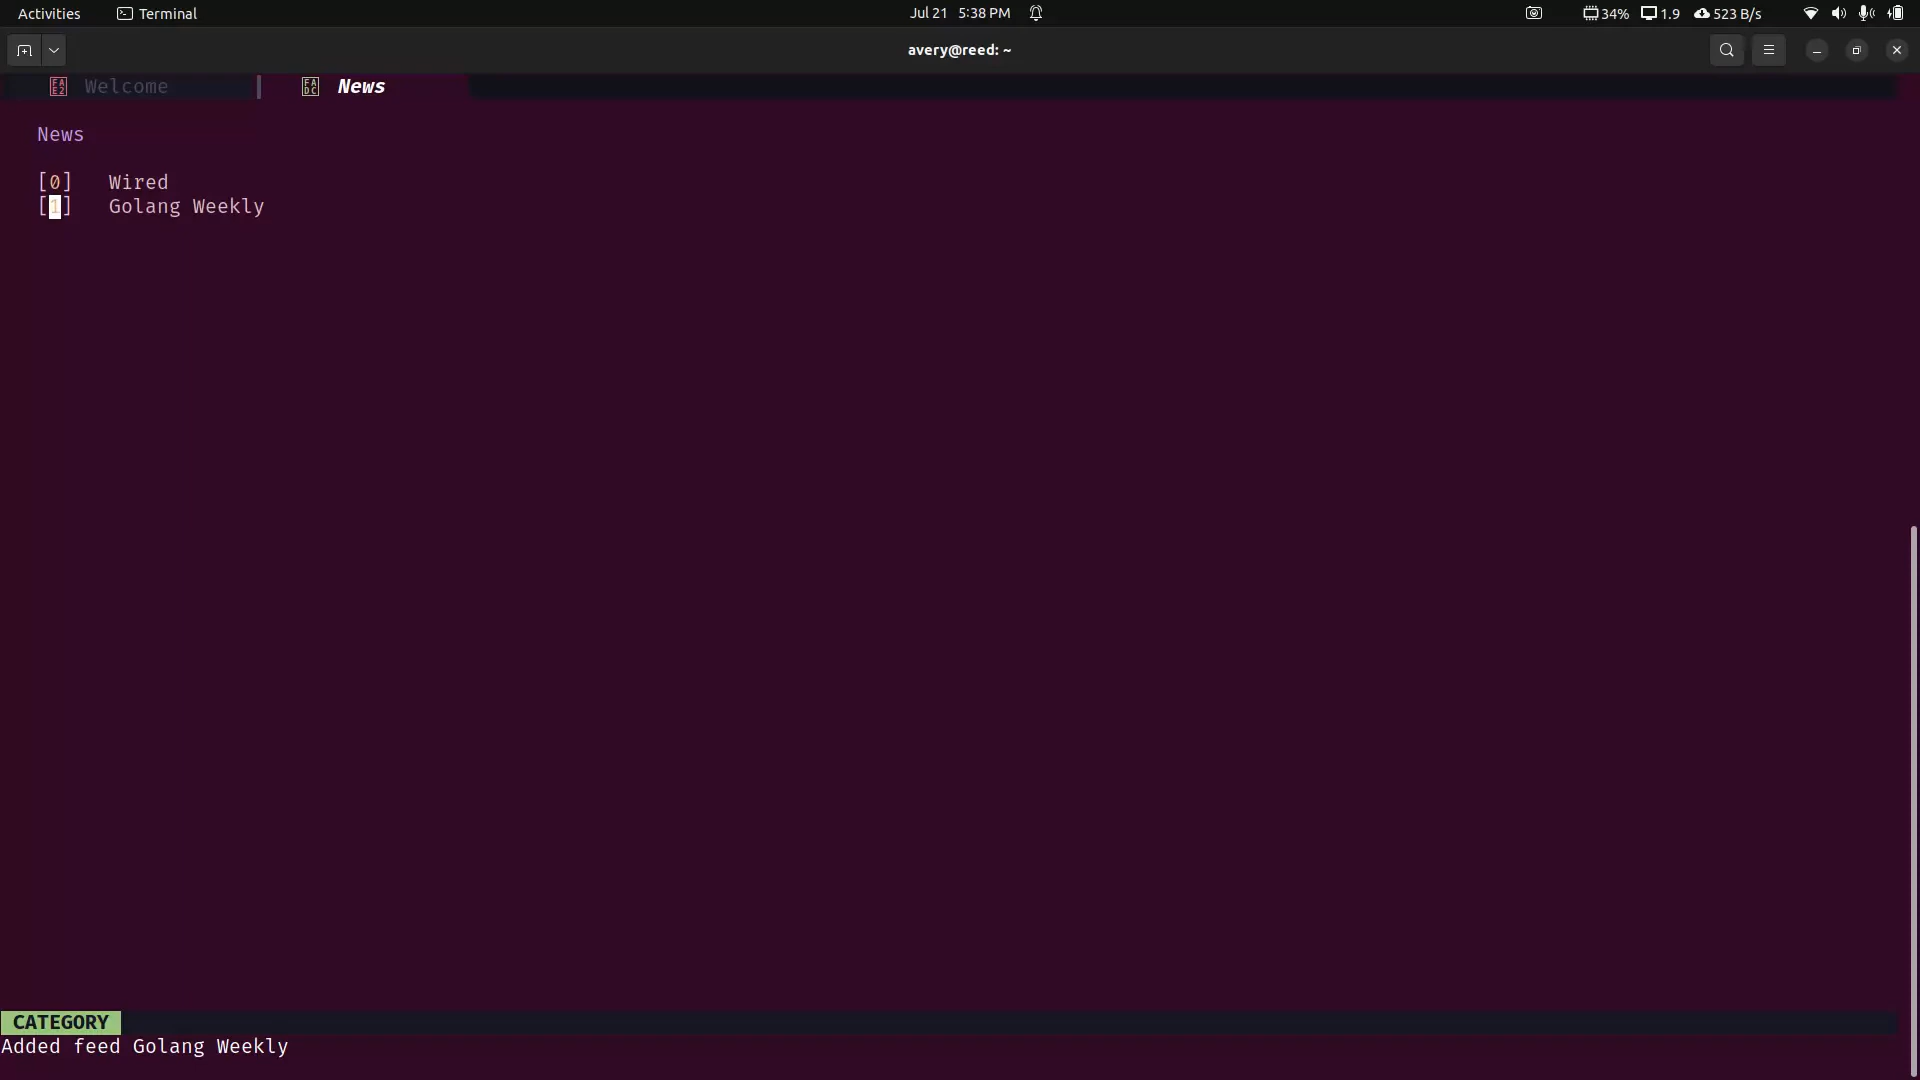 Activities Terminal Jul 21 5:38 PM 34% 1.9 523 B/s
avery@reed: ~
Welcome News
News
[0] Wired
[1] Golang Weekly
CATEGORY
Added feed Golang Weekly